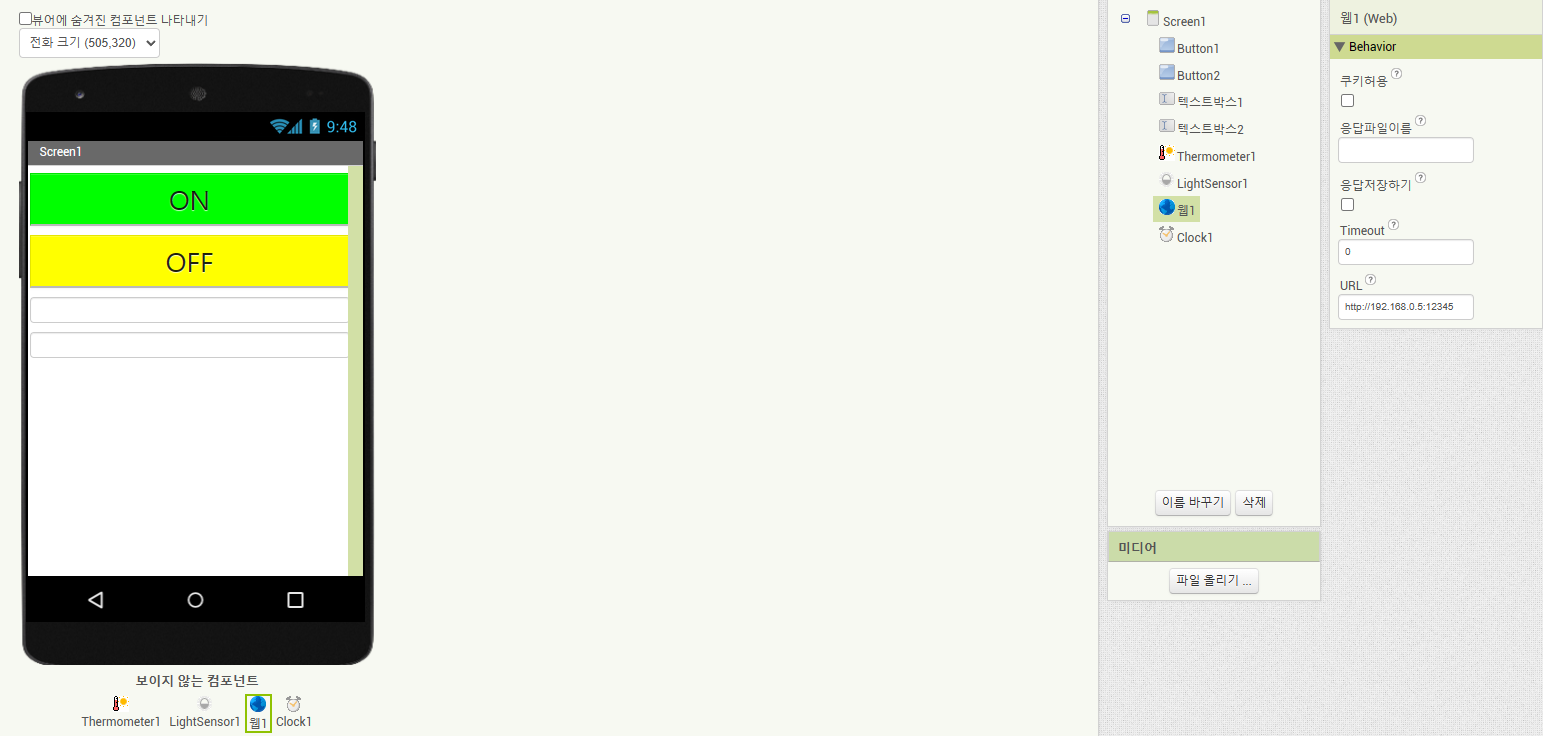 뷰어에 숨겨진 컴포넌트 나타내기
전화 크기 (505,320)
9:48
Screen1
ON
OFF
보이지 않는 컴포넌트
Thermometer1
LightSensor1
웹1
Clock1
Screen1
Button1
Button2
텍스트박스1
텍스트박스2
Thermometer1
LightSensor1
웹1
Clock1
이름 바꾸기
삭제
미디어
파일 올리기 ...
웹1 (Web)
Behavior
쿠키허용
?
응답파일이름
?
응답저장하기
?
Timeout
?
0
URL
?
http://192.168.0.5:12345